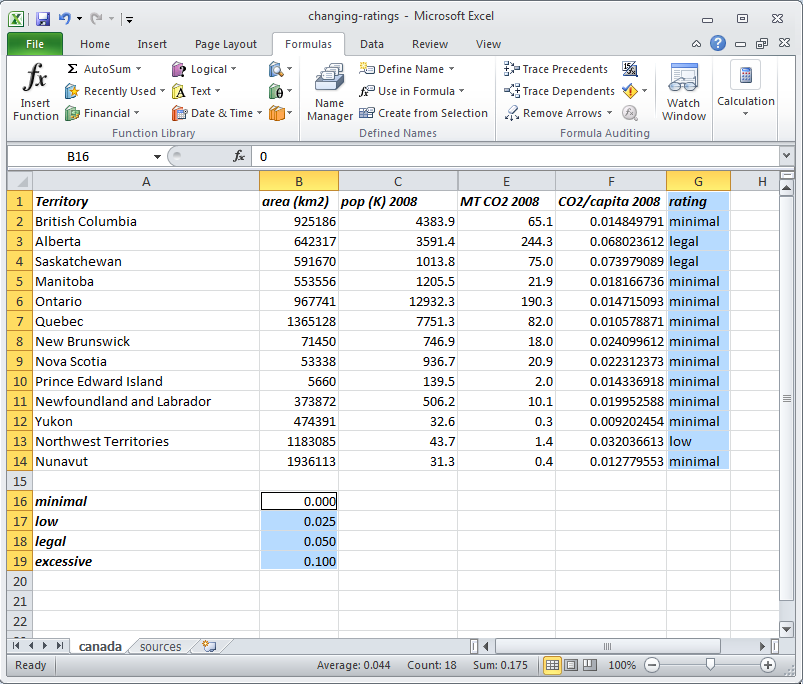 changing-ratings - Microsoft Excel
File Home Insert Page Layout Formulas Data Review View
Insert Function
Σ AutoSum
Recently Used
Financial
Logical
Text
Date & Time
Function Library
Name Manager
Define Name
Use in Formula
Create from Selection
Defined Names
Trace Precedents
Trace Dependents
Remove Arrows
Formula Auditing
Watch Window
Calculation
B16 fx 0
A B C D E F G H
1 Territory area (km2) pop (K) 2008 MT CO2 2008 CO2/capita 2008 rating
2 British Columbia 925186 4383.9 65.1 0.014849791 minimal
3 Alberta 642317 3591.4 244.3 0.068023612 legal
4 Saskatchewan 591670 1013.8 75.0 0.073979089 legal
5 Manitoba 553556 1205.5 21.9 0.018166736 minimal
6 Ontario 967741 12932.3 190.3 0.014715093 minimal
7 Quebec 1365128 7751.3 82.0 0.010578871 minimal
8 New Brunswick 71450 746.9 18.0 0.024099612 minimal
9 Nova Scotia 53338 936.7 20.9 0.022312373 minimal
10 Prince Edward Island 5660 139.5 2.0 0.014336918 minimal
11 Newfoundland and Labrador 373872 506.2 10.1 0.019952588 minimal
12 Yukon 474391 32.6 0.3 0.009202454 minimal
13 Northwest Territories 1183085 43.7 1.4 0.032036613 low
14 Nunavut 1936113 31.3 0.4 0.012779553 minimal
15
16 minimal 0.000
17 low 0.025
18 legal 0.050
19 excessive 0.100
20
21
22
canada sources
Ready Average: 0.044 Count: 18 Sum: 0.175 100%